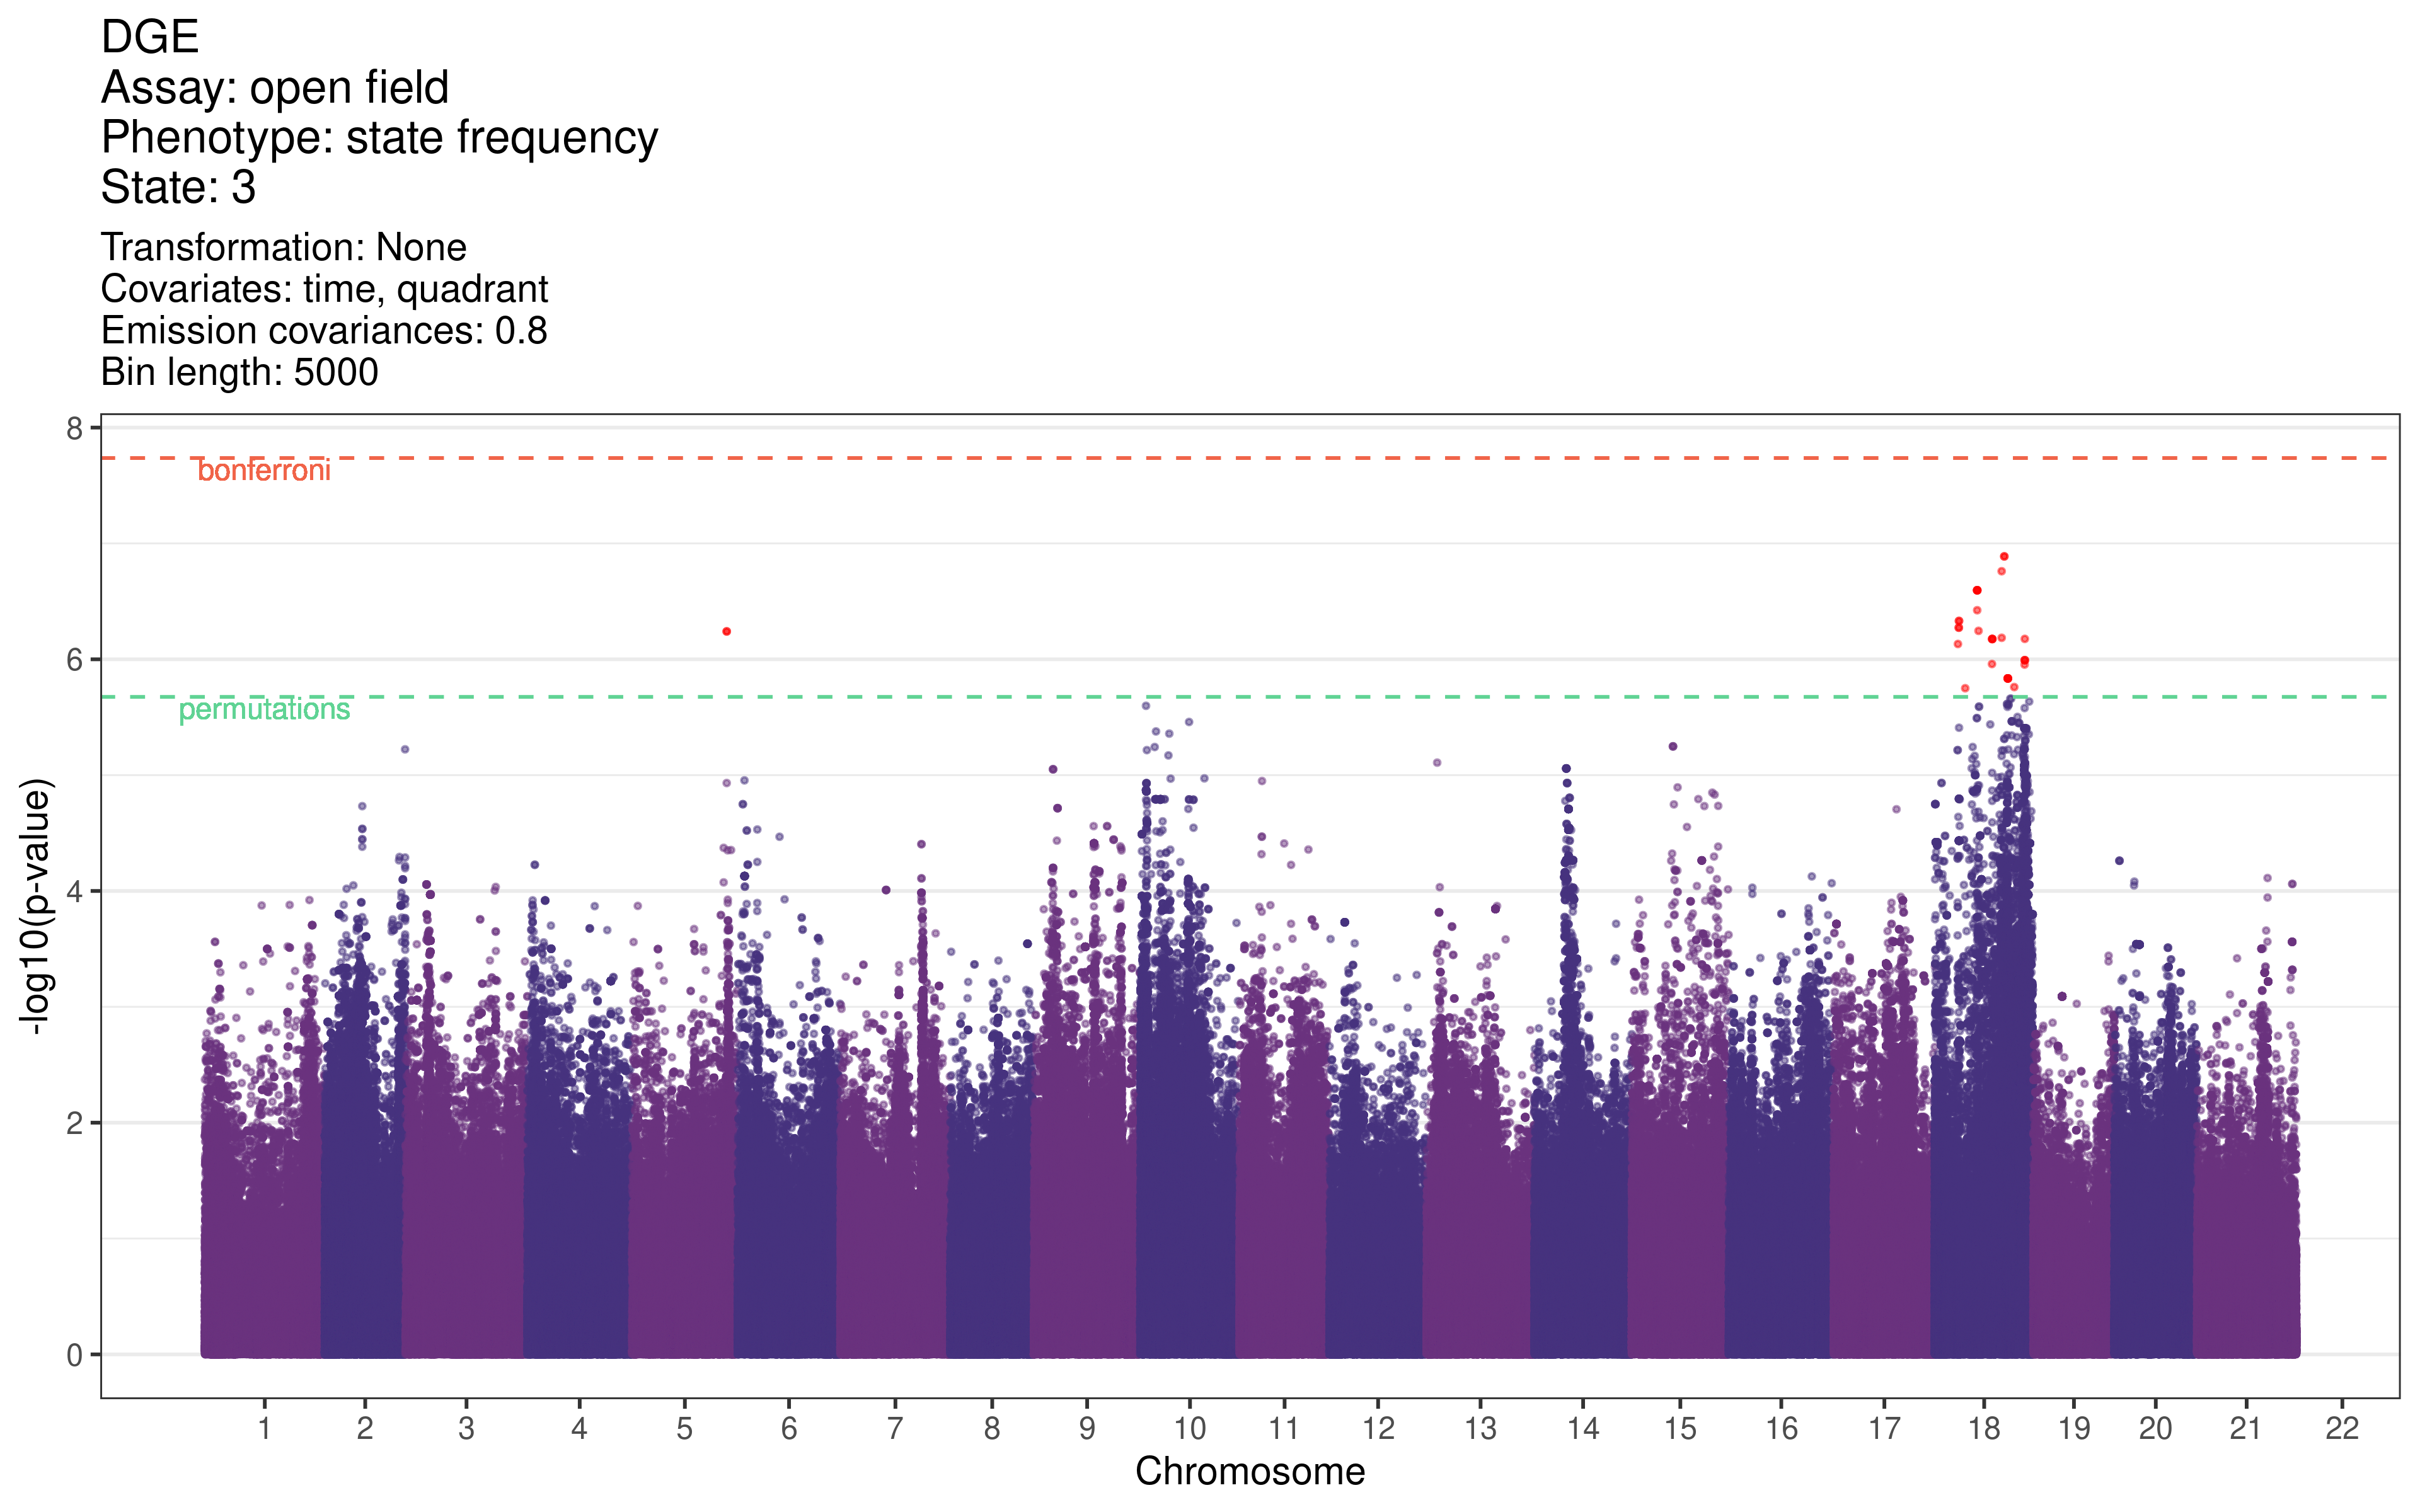 DGE
Assay: open field
Phenotype: state frequency
State: 3
Transformation: None
Covariates: time, quadrant
Emission covariances: 0.8
Bin length: 5000
8
bonferroni
6
permutations
4
2
0
-log10(p-value)
1 2 3 4 5 6 7 8 9 10 11 12 13 14 15 16 17 18 19 20 21 22
Chromosome